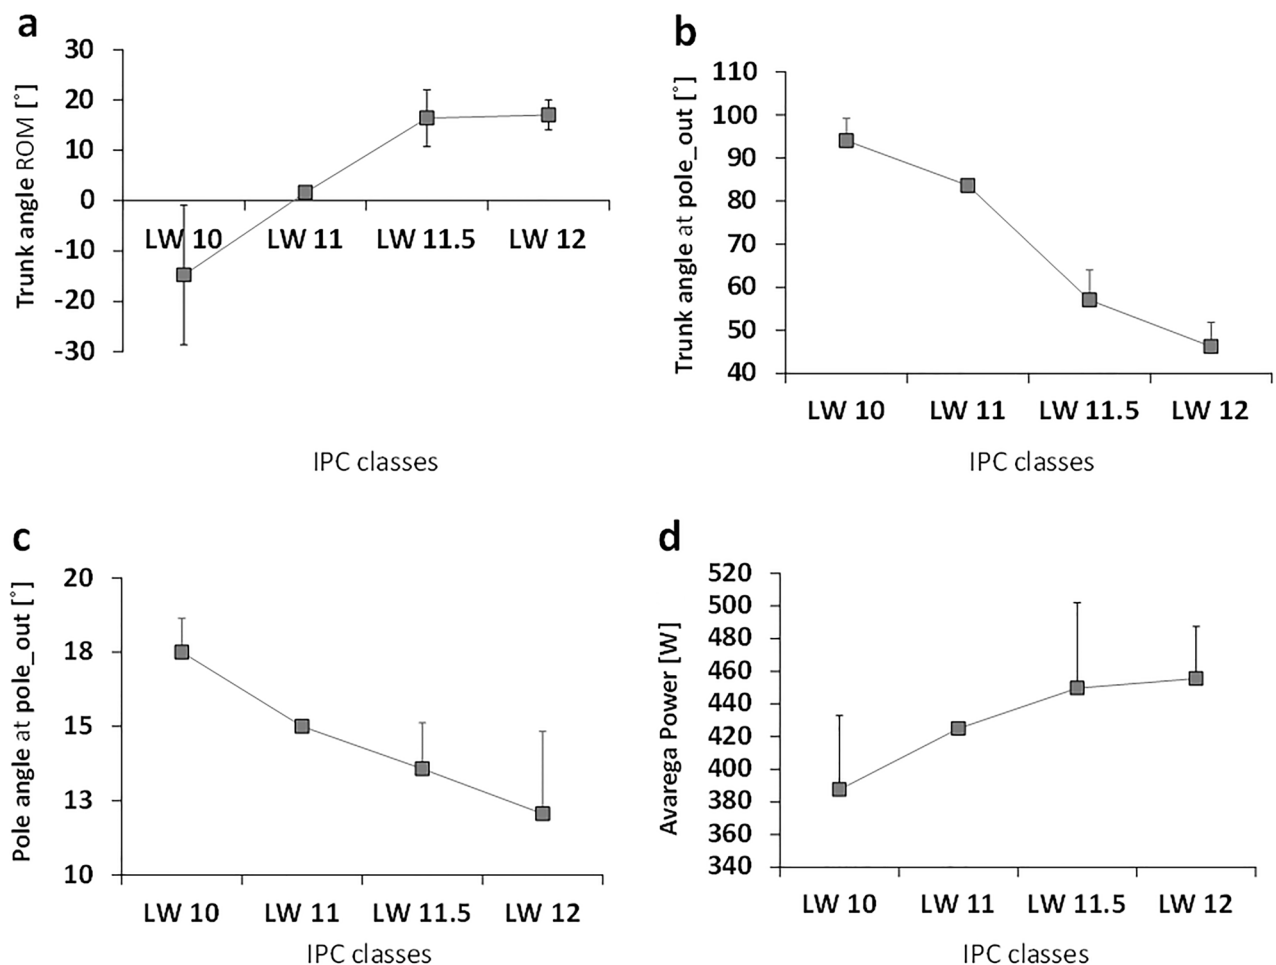 a
Trunk angle ROM [°]
30
20
10
0
-10
-20
-30
LW 10 LW 11 LW 11.5 LW 12
IPC classes
b
Trunk angle at pole_out [°]
110
100
90
80
70
60
50
40
LW 10 LW 11 LW 11.5 LW 12
IPC classes
c
Pole angle at pole_out [°]
20
18
15
13
10
LW 10 LW 11 LW 11.5 LW 12
IPC classes
d
Avarega Power [W]
520
500
480
460
440
420
400
380
360
340
LW 10 LW 11 LW 11.5 LW 12
IPC classes